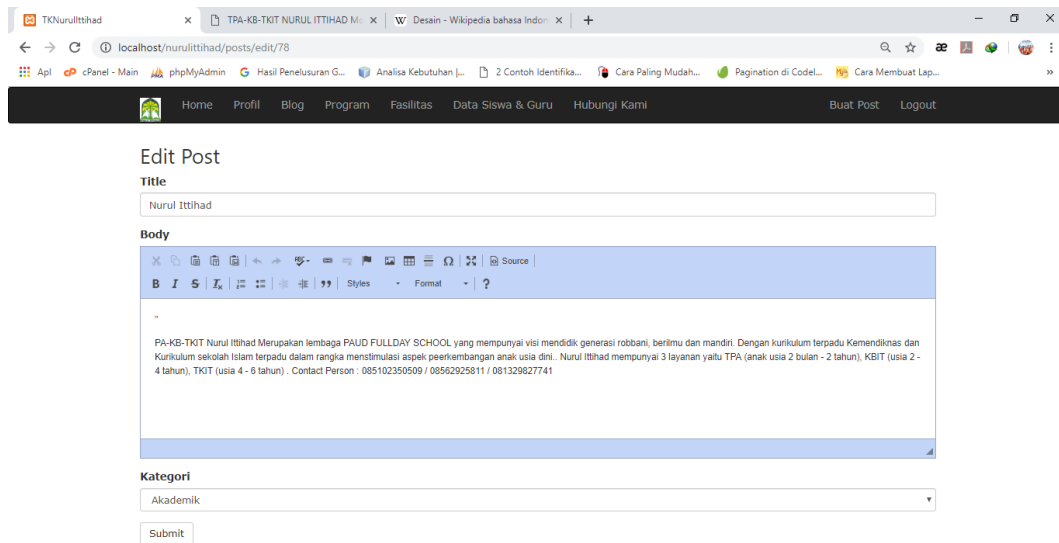 TKNurulIttihad
TPA-KB-TKIT NURUL ITTIHAD Mo
W Desain - Wikipedia bahasa Indon
localhost/nurulittihad/posts/edit/78
Apl cPanel - Main phpMyAdmin Hasil Penelusuran G... Analisa Kebutuhan |... 2 Contoh Identifika... Cara Paling Mudah... Pagination di CodeI... Cara Membuat Lap... »
Home Profil Blog Program Fasilitas Data Siswa & Guru Hubungi Kami Buat Post Logout
Edit Post
Title
Nurul Ittihad
Body
Source
B I S Ix Styles Format ?
"
PA-KB-TKIT Nurul Ittihad Merupakan lembaga PAUD FULLDAY SCHOOL yang mempunyai visi mendidik generasi robbani, berilmu dan mandiri. Dengan kurikulum terpadu Kemendiknas dan
Kurikulum sekolah Islam terpadu dalam rangka menstimulasi aspek peerkembangan anak usia dini.. Nurul Ittihad mempunyai 3 layanan yaitu TPA (anak usia 2 bulan - 2 tahun), KBIT (usia 2 -
4 tahun), TKIT (usia 4 - 6 tahun) . Contact Person : 085102350509 / 08562925811 / 081329827741
Kategori
Akademik
Submit